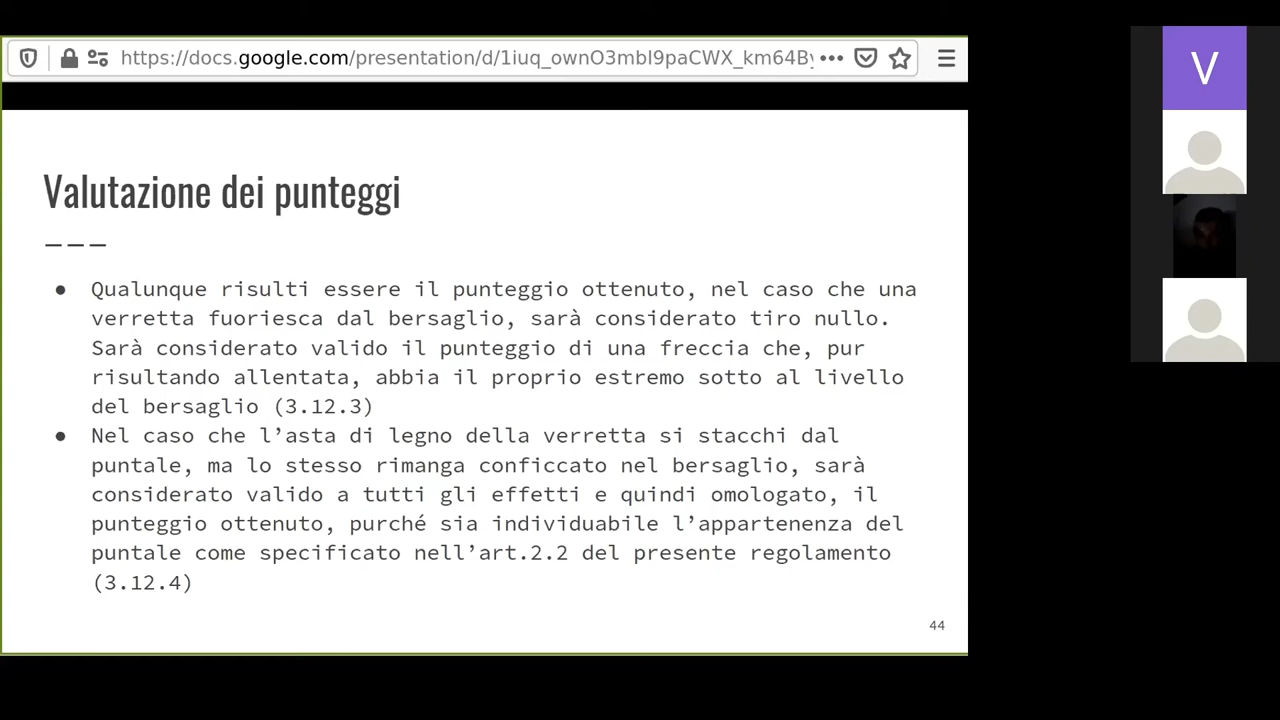 https://docs.google.com/presentation/d/1iuq_ownO3mbl9paCWX_km64By
V
Valutazione dei punteggi
● Qualunque risulti essere il punteggio ottenuto, nel caso che una
verretta fuoriesca dal bersaglio, sarà considerato tiro nullo.
Sarà considerato valido il punteggio di una freccia che, pur
risultando allentata, abbia il proprio estremo sotto al livello
del bersaglio (3.12.3)
● Nel caso che l’asta di legno della verretta si stacchi dal
puntale, ma lo stesso rimanga conficcato nel bersaglio, sarà
considerato valido a tutti gli effetti e quindi omologato, il
punteggio ottenuto, purché sia individuabile l’appartenenza del
puntale come specificato nell’art.2.2 del presente regolamento
(3.12.4)
44